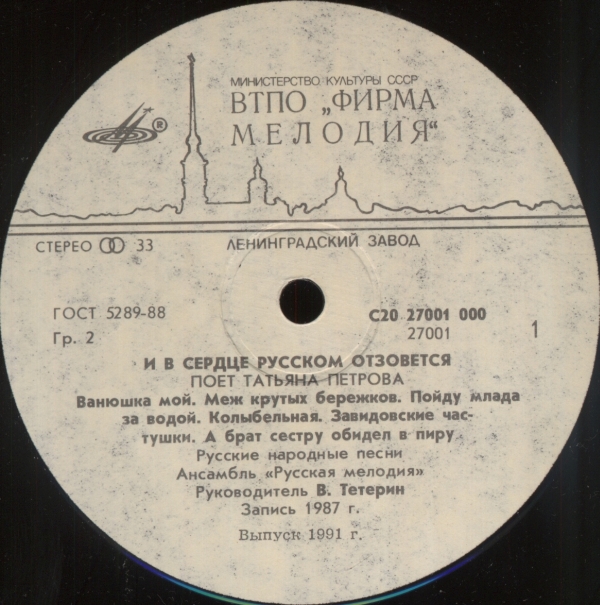 МИНИСТЕРСТВО КУЛЬТУРЫ СССР
ВТПО „ФИРМА
МЕЛОДИЯ“
®
СТЕРЕО 33
ЛЕНИНГРАДСКИЙ ЗАВОД
ГОСТ 5289-88
Гр. 2
С20 27001 000
27001
1
И В СЕРДЦЕ РУССКОМ ОТЗОВЕТСЯ
ПОЕТ ТАТЬЯНА ПЕТРОВА
Ванюшка мой. Меж крутых бережков. Пойду млада
за водой. Колыбельная. Завидовские час-
тушки. А брат сестру обидел в пиру
Русские народные песни
Ансамбль «Русская мелодия»
Руководитель В. Тетерин
Запись 1987 г.
Выпуск 1991 г.